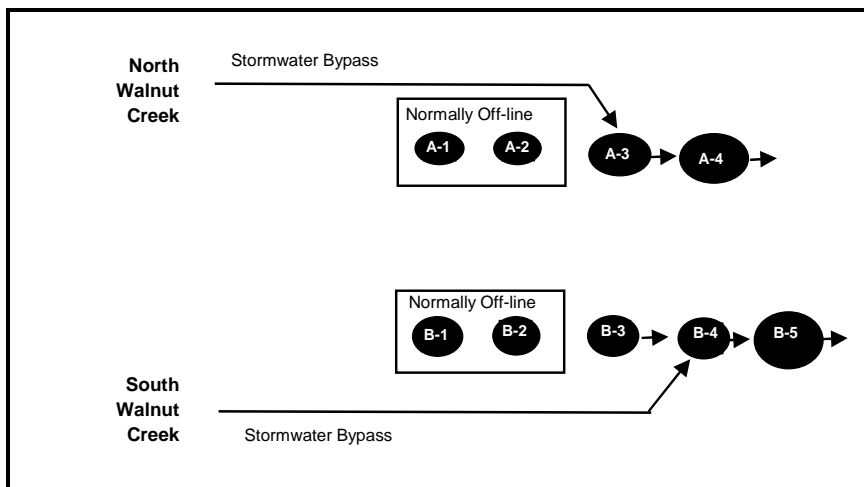 North
Walnut
Creek
Stormwater Bypass
Normally Off-line
A-1
A-2
A-3
A-4
Normally Off-line
B-1
B-2
B-3
B-4
B-5
South
Walnut
Creek
Stormwater Bypass